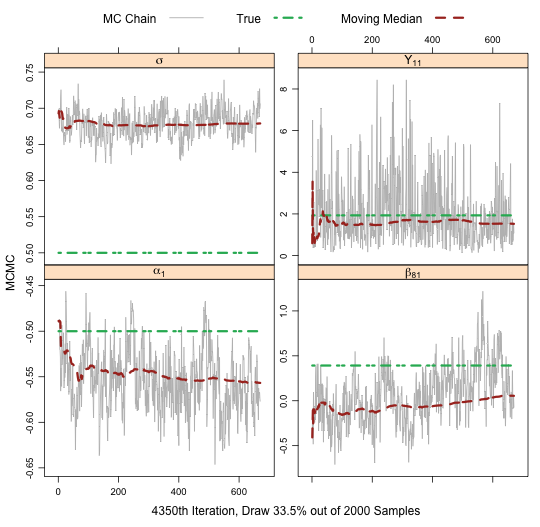 MC Chain True Moving Median
0 200 400 600
σ Υ₁₁
0.75
0.70
0.65
0.60
0.55
0.50
8
6
4
2
0
MCMC
α₁ β₈₁
-0.45
-0.50
-0.55
-0.60
-0.65
1.0
0.5
0.0
-0.5
0 200 400 600
4350th Iteration, Draw 33.5% out of 2000 Samples